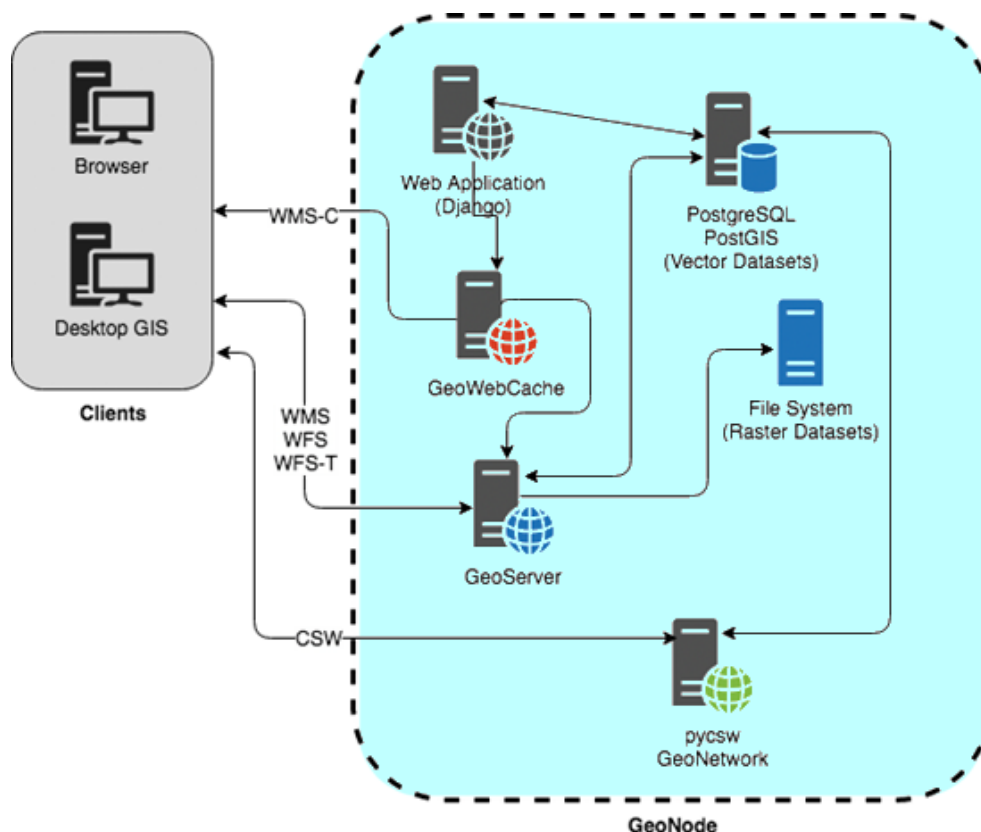 Browser
Desktop GIS
Clients
WMS-C
WMS
WFS
WFS-T
CSW
Web Application
(Django)
PostgreSQL
PostGIS
(Vector Datasets)
GeoWebCache
File System
(Raster Datasets)
GeoServer
pycsw
GeoNetwork
GeoNode